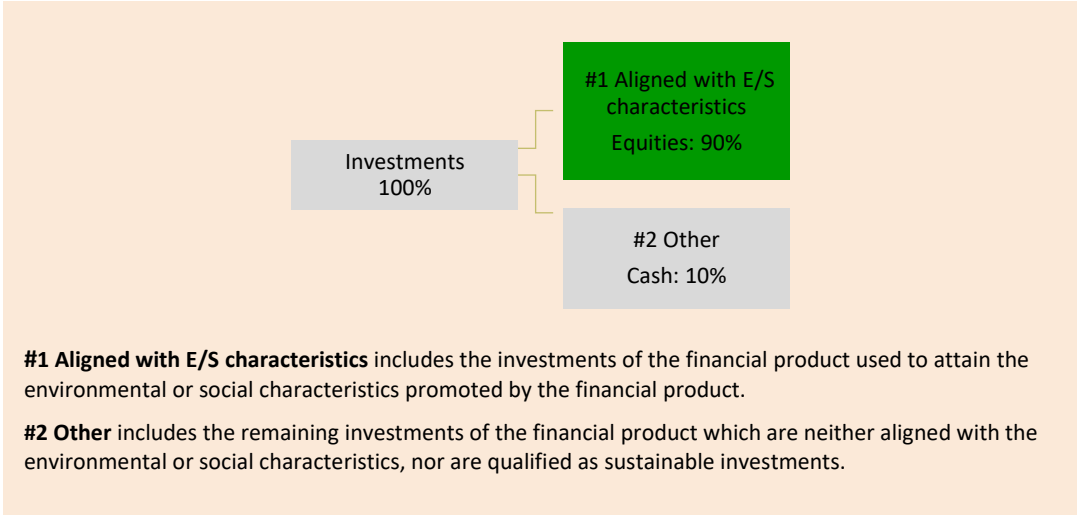 #1 Aligned with E/S
characteristics
Equities: 90%
Investments
100%
#2 Other
Cash: 10%
#1 Aligned with E/S characteristics includes the investments of the financial product used to attain the
environmental or social characteristics promoted by the financial product.
#2 Other includes the remaining investments of the financial product which are neither aligned with the
environmental or social characteristics, nor are qualified as sustainable investments.